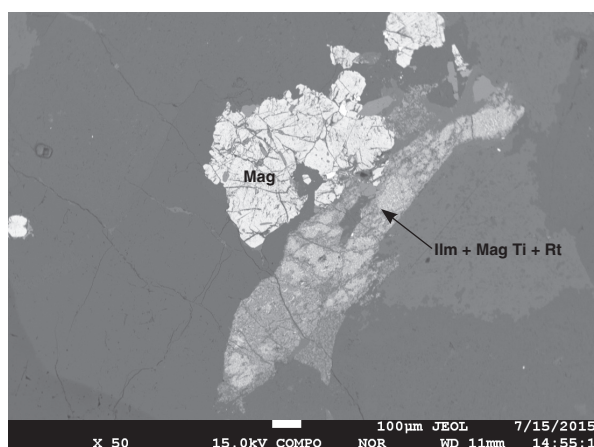 Mag
Ilm + Mag Ti + Rt
100µm JEOL 7/15/2015
X 50 15.0kV COMPO NOR WD 11mm 14:55:1